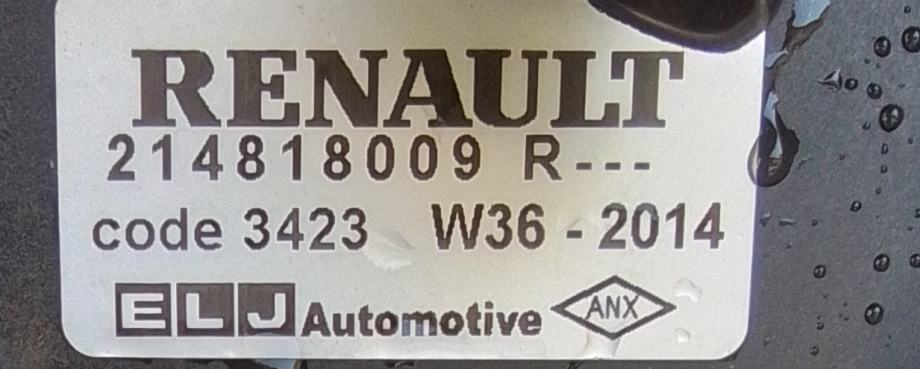 RENAULT
214818009 R---
code 3423 W36 - 2014
ELJ Automotive ANX